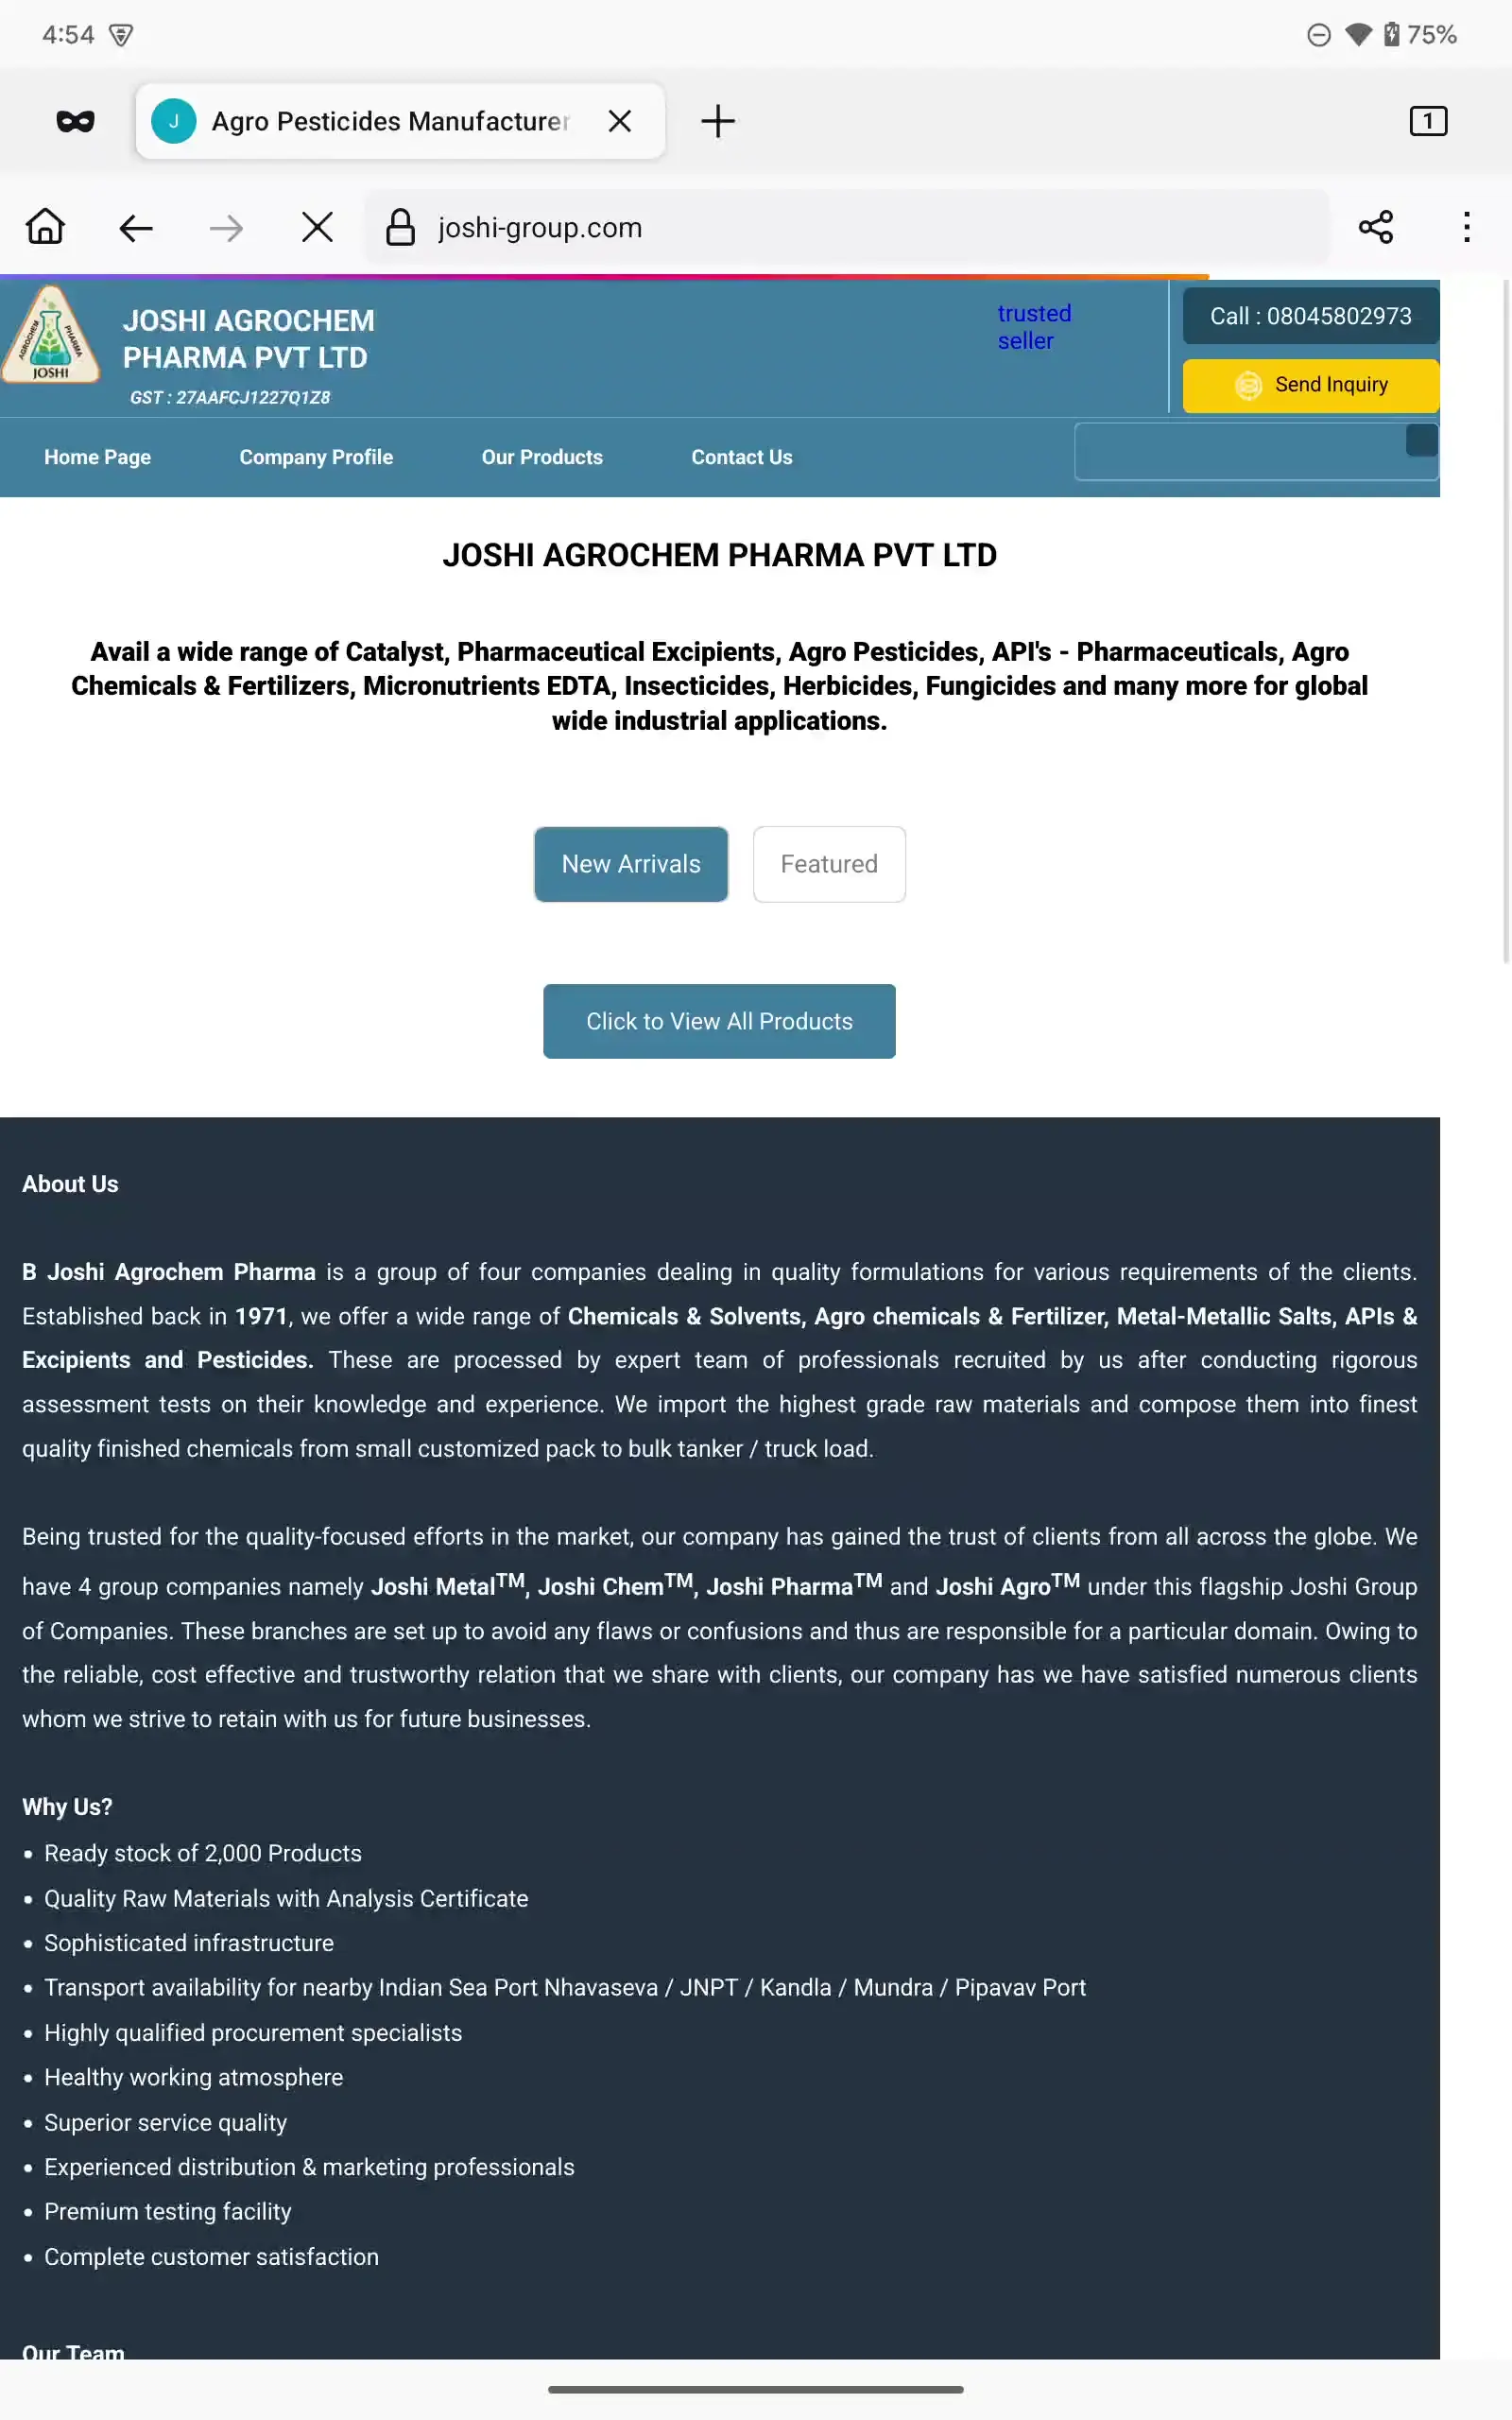 4:54
75%
J
Agro Pesticides Manufacturer
1
joshi-group.com
AGROCHEM
PHARMA
JOSHI
JOSHI AGROCHEM
PHARMA PVT LTD
GST : 27AAFCJ1227Q1Z8
trusted
seller
Call : 08045802973
Send Inquiry
Home Page
Company Profile
Our Products
Contact Us
JOSHI AGROCHEM PHARMA PVT LTD
Avail a wide range of Catalyst, Pharmaceutical Excipients, Agro Pesticides, API's - Pharmaceuticals, Agro
Chemicals & Fertilizers, Micronutrients EDTA, Insecticides, Herbicides, Fungicides and many more for global
wide industrial applications.
New Arrivals
Featured
Click to View All Products
About Us
B Joshi Agrochem Pharma is a group of four companies dealing in quality formulations for various requirements of the clients.
Established back in 1971, we offer a wide range of Chemicals & Solvents, Agro chemicals & Fertilizer, Metal-Metallic Salts, APIs &
Excipients and Pesticides. These are processed by expert team of professionals recruited by us after conducting rigorous
assessment tests on their knowledge and experience. We import the highest grade raw materials and compose them into finest
quality finished chemicals from small customized pack to bulk tanker / truck load.
Being trusted for the quality-focused efforts in the market, our company has gained the trust of clients from all across the globe. We
have 4 group companies namely Joshi Metal™, Joshi Chem™, Joshi Pharma™ and Joshi Agro™ under this flagship Joshi Group
of Companies. These branches are set up to avoid any flaws or confusions and thus are responsible for a particular domain. Owing to
the reliable, cost effective and trustworthy relation that we share with clients, our company has we have satisfied numerous clients
whom we strive to retain with us for future businesses.
Why Us?
• Ready stock of 2,000 Products
• Quality Raw Materials with Analysis Certificate
• Sophisticated infrastructure
• Transport availability for nearby Indian Sea Port Nhavaseva / JNPT / Kandla / Mundra / Pipavav Port
• Highly qualified procurement specialists
• Healthy working atmosphere
• Superior service quality
• Experienced distribution & marketing professionals
• Premium testing facility
• Complete customer satisfaction
Our Team